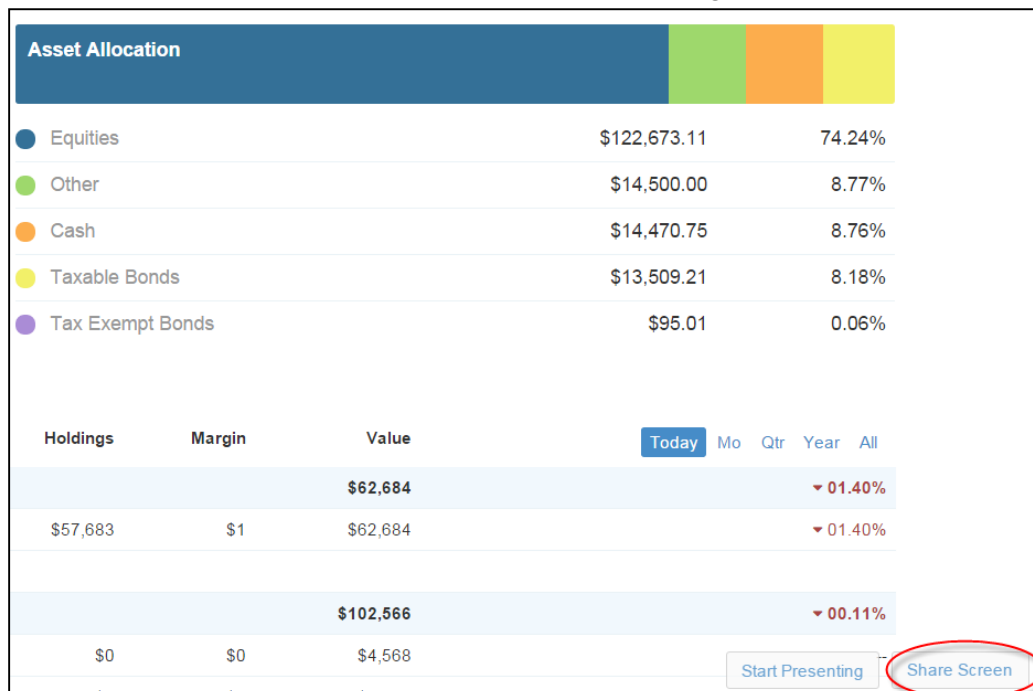 Asset Allocation
Equities $122,673.11 74.24%
Other $14,500.00 8.77%
Cash $14,470.75 8.76%
Taxable Bonds $13,509.21 8.18%
Tax Exempt Bonds $95.01 0.06%
Holdings Margin Value Today Mo Qtr Year All
$62,684 01.40%
$57,683 $1 $62,684 01.40%
$102,566 00.11%
$0 $0 $4,568 --
Start Presenting Share Screen